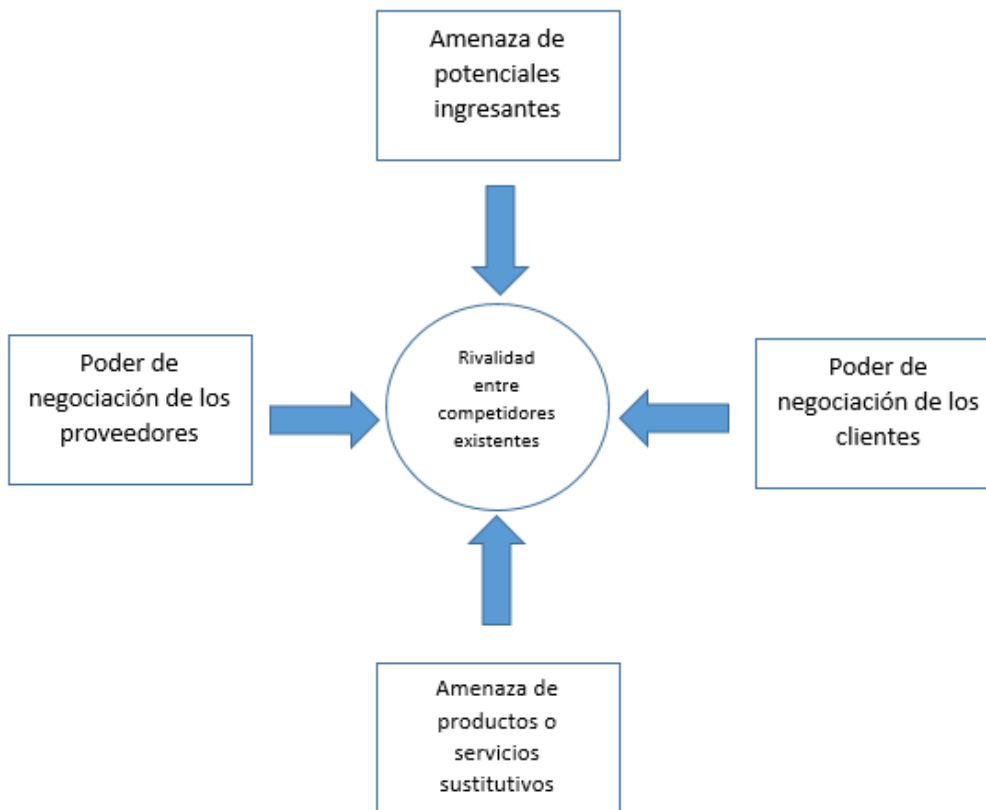 Amenaza de
potenciales
ingresantes
Poder de
negociación de los
proveedores
Rivalidad
entre
competidores
existentes
Poder de
negociación de los
clientes
Amenaza de
productos o
servicios
sustitutivos